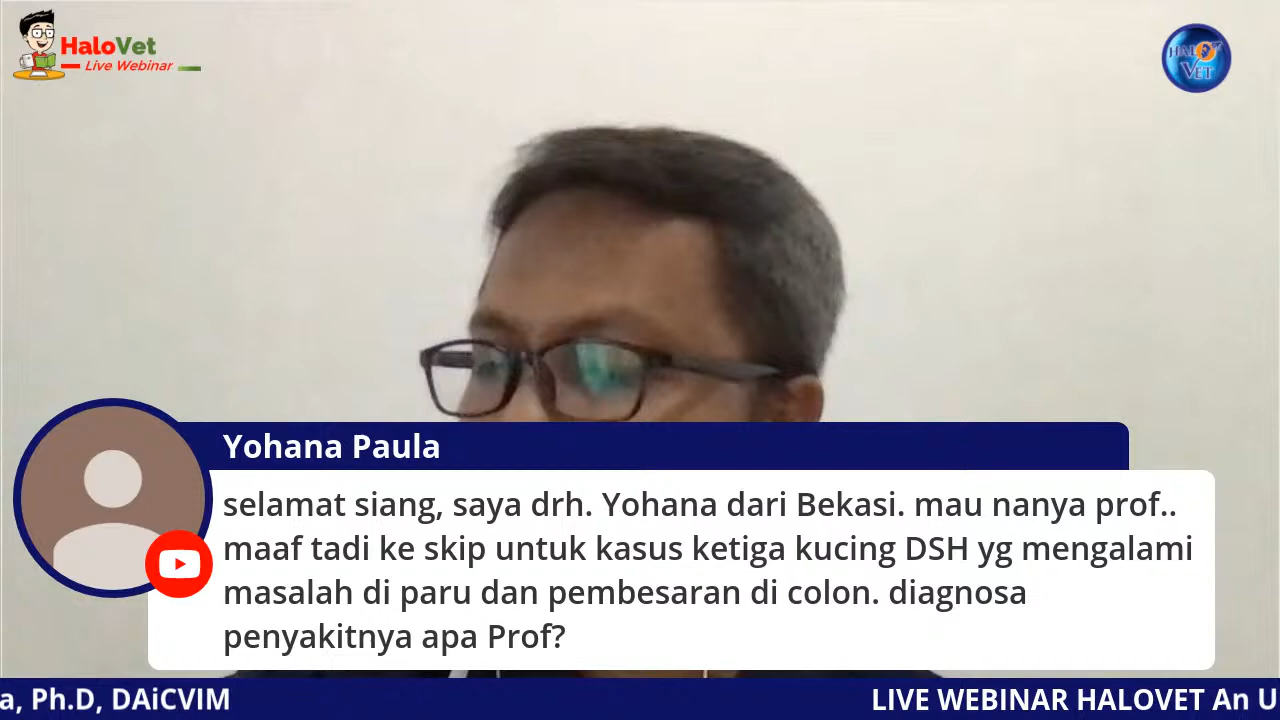 HaloVet
Live Webinar
HALO VET
Yohana Paula
selamat siang, saya drh. Yohana dari Bekasi. mau nanya prof..
maaf tadi ke skip untuk kasus ketiga kucing DSH yg mengalami
masalah di paru dan pembesaran di colon. diagnosa
penyakitnya apa Prof?
a, Ph.D, DAiCVIM
LIVE WEBINAR HALOVET An U